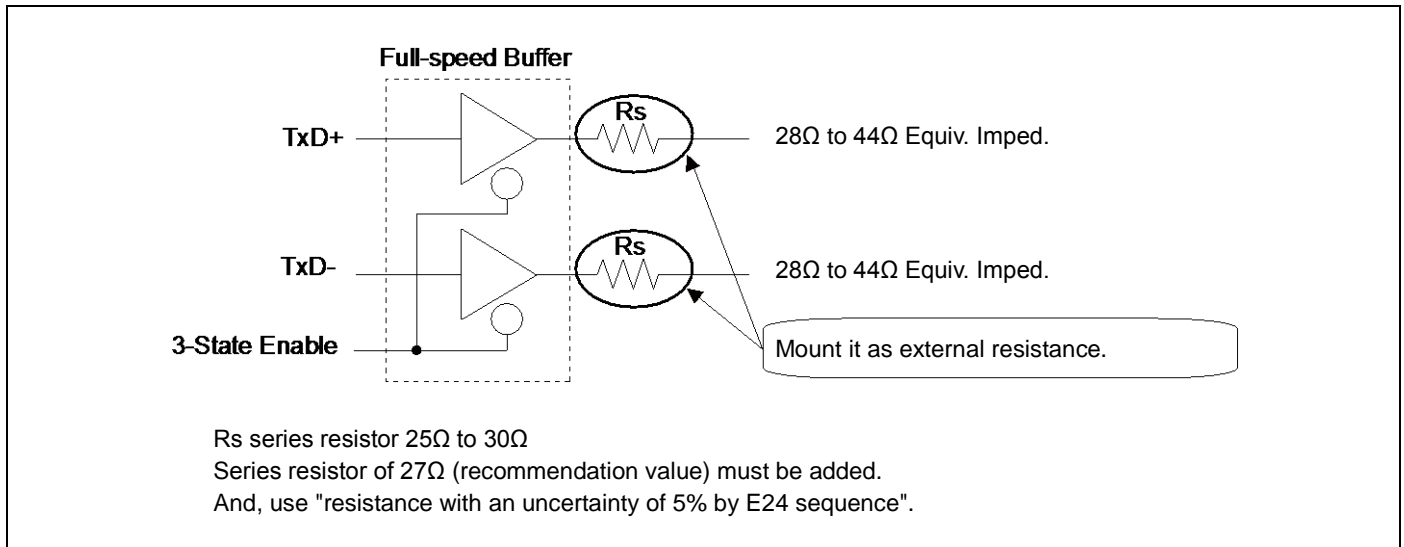 Full-speed Buffer
Rs
TxD+
28Ω to 44Ω Equiv. Imped.
Rs
TxD-
28Ω to 44Ω Equiv. Imped.
3-State Enable
Mount it as external resistance.
Rs series resistor 25Ω to 30Ω
Series resistor of 27Ω (recommendation value) must be added.
And, use "resistance with an uncertainty of 5% by E24 sequence".